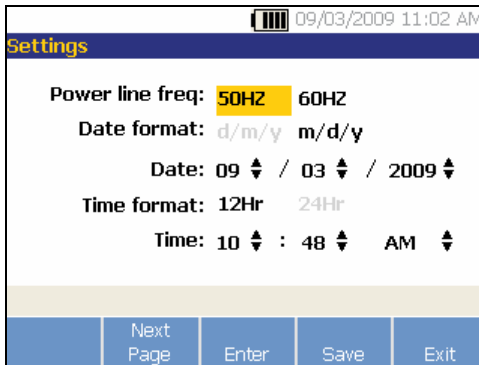 09/03/2009 11:02 AM
Settings
Power line freq: 50HZ 60HZ
Date format: d/m/y m/d/y
Date: 09 / 03 / 2009
Time format: 12Hr 24Hr
Time: 10 : 48 AM
Next Page Enter Save Exit